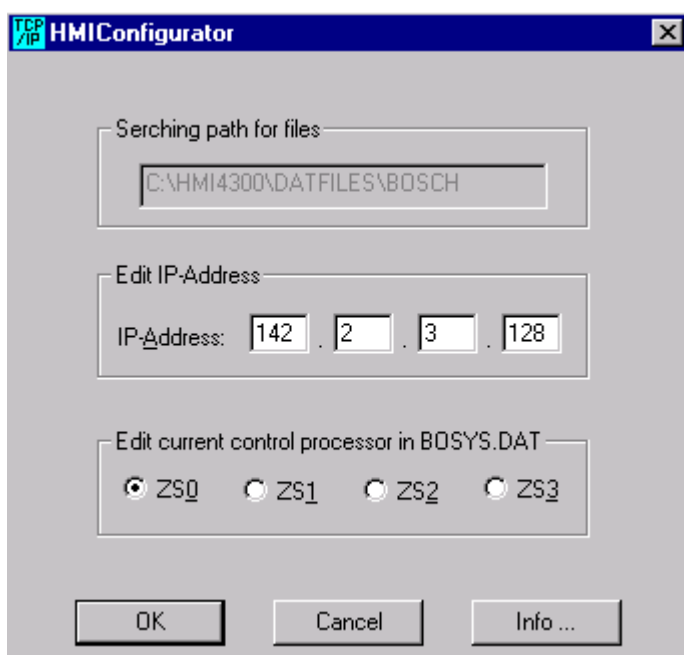 TCP
/IP HMIConfigurator
Serching path for files
C:\HMI4300\DATFILES\BOSCH
Edit IP-Address
IP-Address: 142 . 2 . 3 . 128
Edit current control processor in BOSYS.DAT
ZS0 ZS1 ZS2 ZS3
OK Cancel Info ...